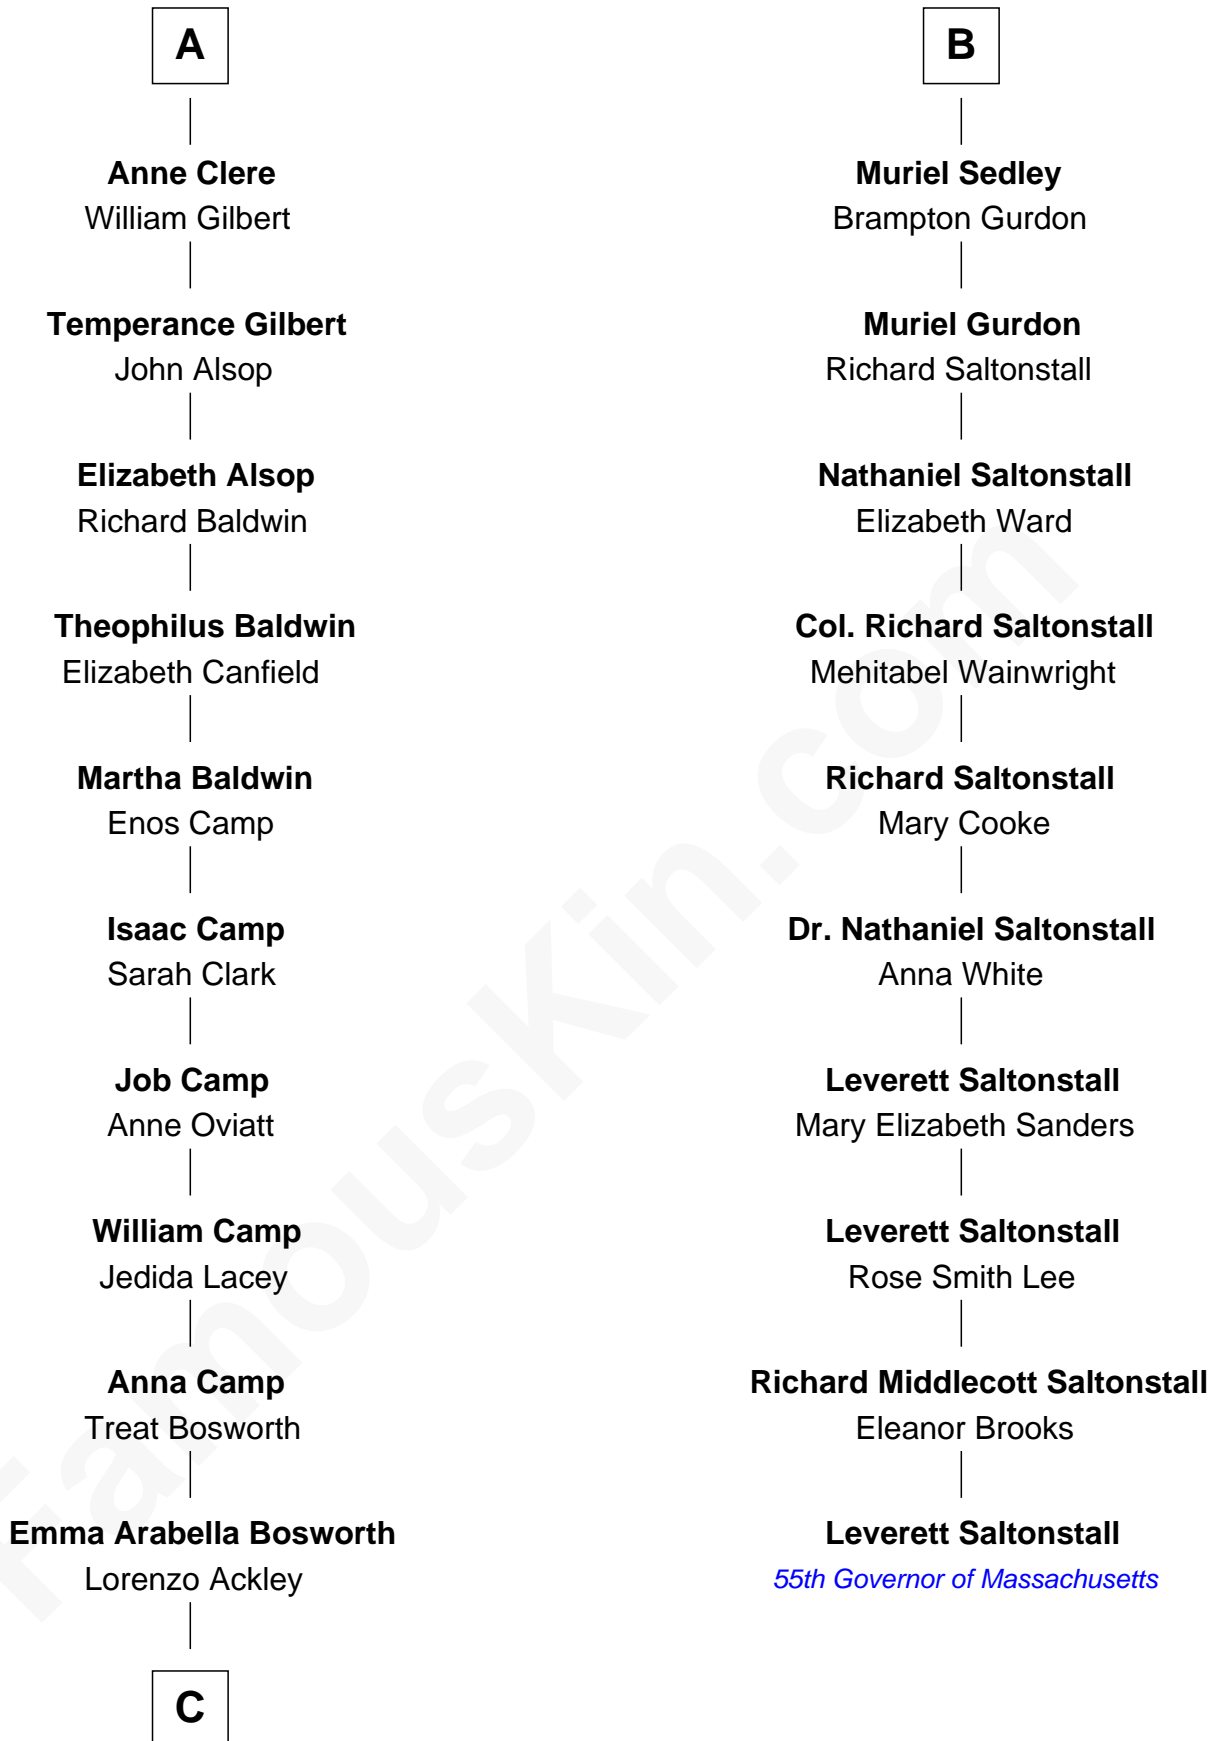 A
Anne Clere
William Gilbert
Temperance Gilbert
John Alsop
Elizabeth Alsop
Richard Baldwin
Theophilus Baldwin
Elizabeth Canfield
Martha Baldwin
Enos Camp
Isaac Camp
Sarah Clark
Job Camp
Anne Oviatt
William Camp
Jedida Lacey
Anna Camp
Treat Bosworth
Emma Arabella Bosworth
Lorenzo Ackley
C
B
Muriel Sedley
Brampton Gurdon
Muriel Gurdon
Richard Saltonstall
Nathaniel Saltonstall
Elizabeth Ward
Col. Richard Saltonstall
Mehitabel Wainwright
Richard Saltonstall
Mary Cooke
Dr. Nathaniel Saltonstall
Anna White
Leverett Saltonstall
Mary Elizabeth Sanders
Leverett Saltonstall
Rose Smith Lee
Richard Middlecott Saltonstall
Eleanor Brooks
Leverett Saltonstall
55th Governor of Massachusetts
FamousKin.com